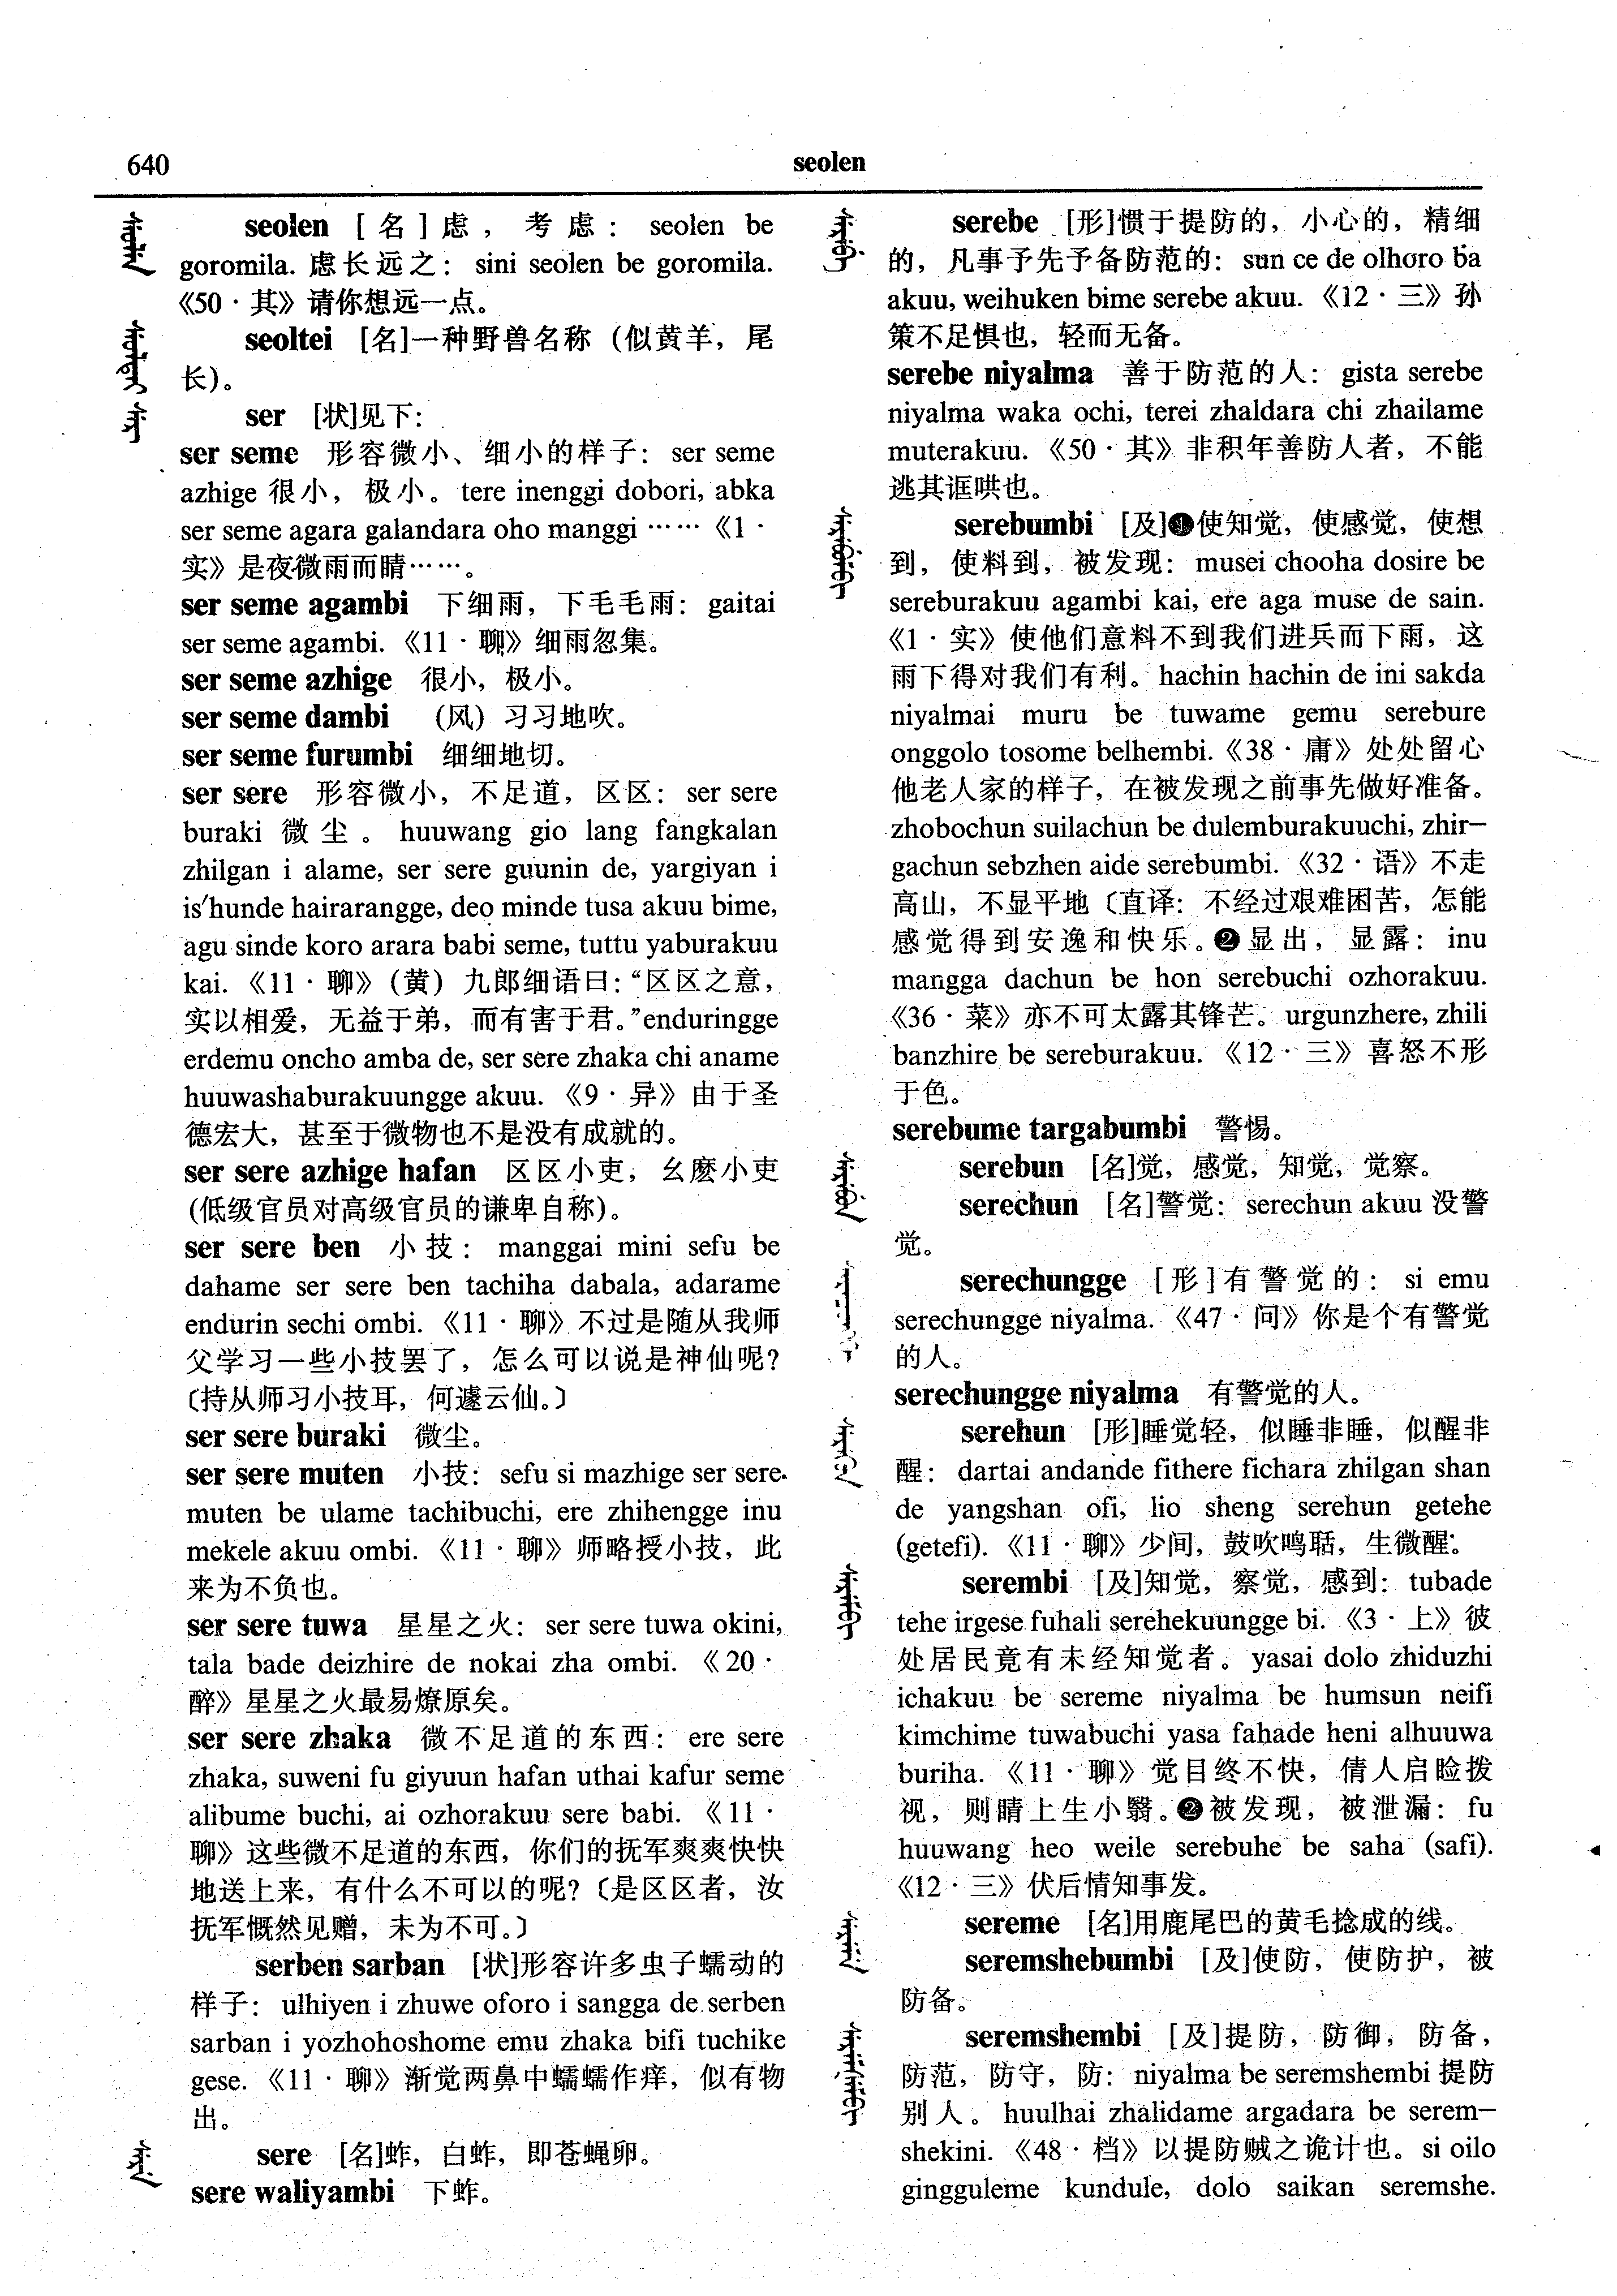 640
seolen
seolen [名]虑，考虑：seolen be
goromila. 虑长远之：sini seolen be goromila.
《50·其》请你想远一点。
seoltei [名]一种野兽名称（似黄羊，尾
长）。
ser [状]见下：
ser seme 形容微小、细小的样子：ser seme
azhige 很小，极小。tere inenggi dobori, abka
ser seme agara galandara oho manggi……《1·
实》是夜微雨而晴……。
ser seme agambi 下细雨，下毛毛雨：gaitai
ser seme agambi.《11·聊》细雨忽集。
ser seme azhige 很小，极小。
ser seme dambi （风）习习地吹。
ser seme furumbi 细细地切。
ser sere 形容微小，不足道，区区：ser sere
buraki 微尘。huuwang gio lang fangkalan
zhilgan i alame, ser sere guunin de, yargiyan i
is'hunde hairarangge, deo minde tusa akuu bime,
agu sinde koro arara babi seme, tuttu yaburakuu
kai.《11·聊》（黄）九郎细语曰：“区区之意，
实以相爱，无益于弟，而有害于君。”enduringge
erdemu oncho amba de, ser sere zhaka chi aname
huuwashaburakuungge akuu.《9·异》由于圣
德宏大，甚至于微物也不是没有成就的。
ser sere azhige hafan 区区小吏，幺麽小吏
（低级官员对高级官员的谦卑自称）。
ser sere ben 小技：manggai mini sefu be
dahame ser sere ben tachiha dabala, adarame
endurin sechi ombi.《11·聊》不过是随从我师
父学习一些小技罢了，怎么可以说是神仙呢？
〔持从师习小技耳，何遽云仙。〕
ser sere buraki 微尘。
ser sere muten 小技：sefu si mazhige ser sere
muten be ulame tachibuchi, ere zhihengge inu
mekele akuu ombi.《11·聊》师略授小技，此
来为不负也。
ser sere tuwa 星星之火：ser sere tuwa okini,
tala bade deizhire de nokai zha ombi.《20·
醉》星星之火最易燎原矣。
ser sere zhaka 微不足道的东西：ere sere
zhaka, suweni fu giyuun hafan uthai kafur seme
alibume buchi, ai ozhorakuu sere babi.《11·
聊》这些微不足道的东西，你们的抚军爽爽快快
地送上来，有什么不可以的呢？〔是区区者，汝
抚军慨然见赠，未为不可。〕
serben sarban [状]形容许多虫子蠕动的
样子：ulhiyen i zhuwe oforo i sangga de serben
sarban i yozhohoshome emu zhaka bifi tuchike
gese.《11·聊》渐觉两鼻中蠕蠕作痒，似有物
出。
sere [名]蚱，白蚱，即苍蝇卵。
sere waliyambi 下蚱。
serebe [形]惯于提防的，小心的，精细
的，凡事予先予备防范的：sun ce de olhoro ba
akuu, weihuken bime serebe akuu.《12·三》孙
策不足惧也，轻而无备。
serebe niyalma 善于防范的人：gista serebe
niyalma waka ochi, terei zhaldara chi zhailame
muterakuu.《50·其》非积年善防人者，不能
逃其诓哄也。
serebumbi [及]❶使知觉，使感觉，使想
到，使料到，被发现：musei chooha dosire be
sereburakuu agambi kai, ere aga muse de sain.
《1·实》使他们意料不到我们进兵而下雨，这
雨下得对我们有利。hachin hachin de ini sakda
niyalmai muru be tuwame gemu serebure
onggolo tosome belhembi.《38·庸》处处留心
他老人家的样子，在被发现之前事先做好准备。
zhobochun suilachun be dulemburakuuchi, zhir—
gachun sebzhen aide serebumbi.《32·语》不走
高山，不显平地〔直译：不经过艰难困苦，怎能
感觉得到安逸和快乐。❷显出，显露：inu
mangga dachun be hon serebuchi ozhorakuu.
《36·菜》亦不可太露其锋芒。urgunzhere, zhili
banzhire be sereburakuu.《12·三》喜怒不形
于色。
serebume targabumbi 警惕。
serebun [名]觉，感觉，知觉，觉察。
serechun [名]警觉：serechun akuu 没警
觉。
serechungge [形]有警觉的：si emu
serechungge niyalma.《47·问》你是个有警觉
的人。
serechungge niyalma 有警觉的人。
serehun [形]睡觉轻，似睡非睡，似醒非
醒：dartai andande fithere fichara zhilgan shan
de yangshan ofi, lio sheng serehun getehe
(getefi).《11·聊》少间，鼓吹鸣聒，生微醒。
serembi [及]知觉，察觉，感到：tubade
tehe irgese fuhali serehekuungge bi.《3·上》彼
处居民竟有未经知觉者。yasai dolo zhiduzhi
ichakuu be sereme niyalma be humsun neifi
kimchime tuwabuchi yasa fahade heni alhuuwa
buriha.《11·聊》觉目终不快，倩人启睑拨
视，则睛上生小翳。❷被发现，被泄漏：fu
huuwang heo weile serebuhe be saha (safi).
《12·三》伏后情知事发。
sereme [名]用鹿尾巴的黄毛捻成的线。
seremshebumbi [及]使防，使防护，被
防备。
seremshembi [及]提防，防御，防备，
防范，防守，防：niyalma be seremshembi 提防
别人。huulhai zhalidame argadara be serem—
shekini.《48·档》以提防贼之诡计也。si oilo
gingguleme kundule, dolo saikan seremshe.